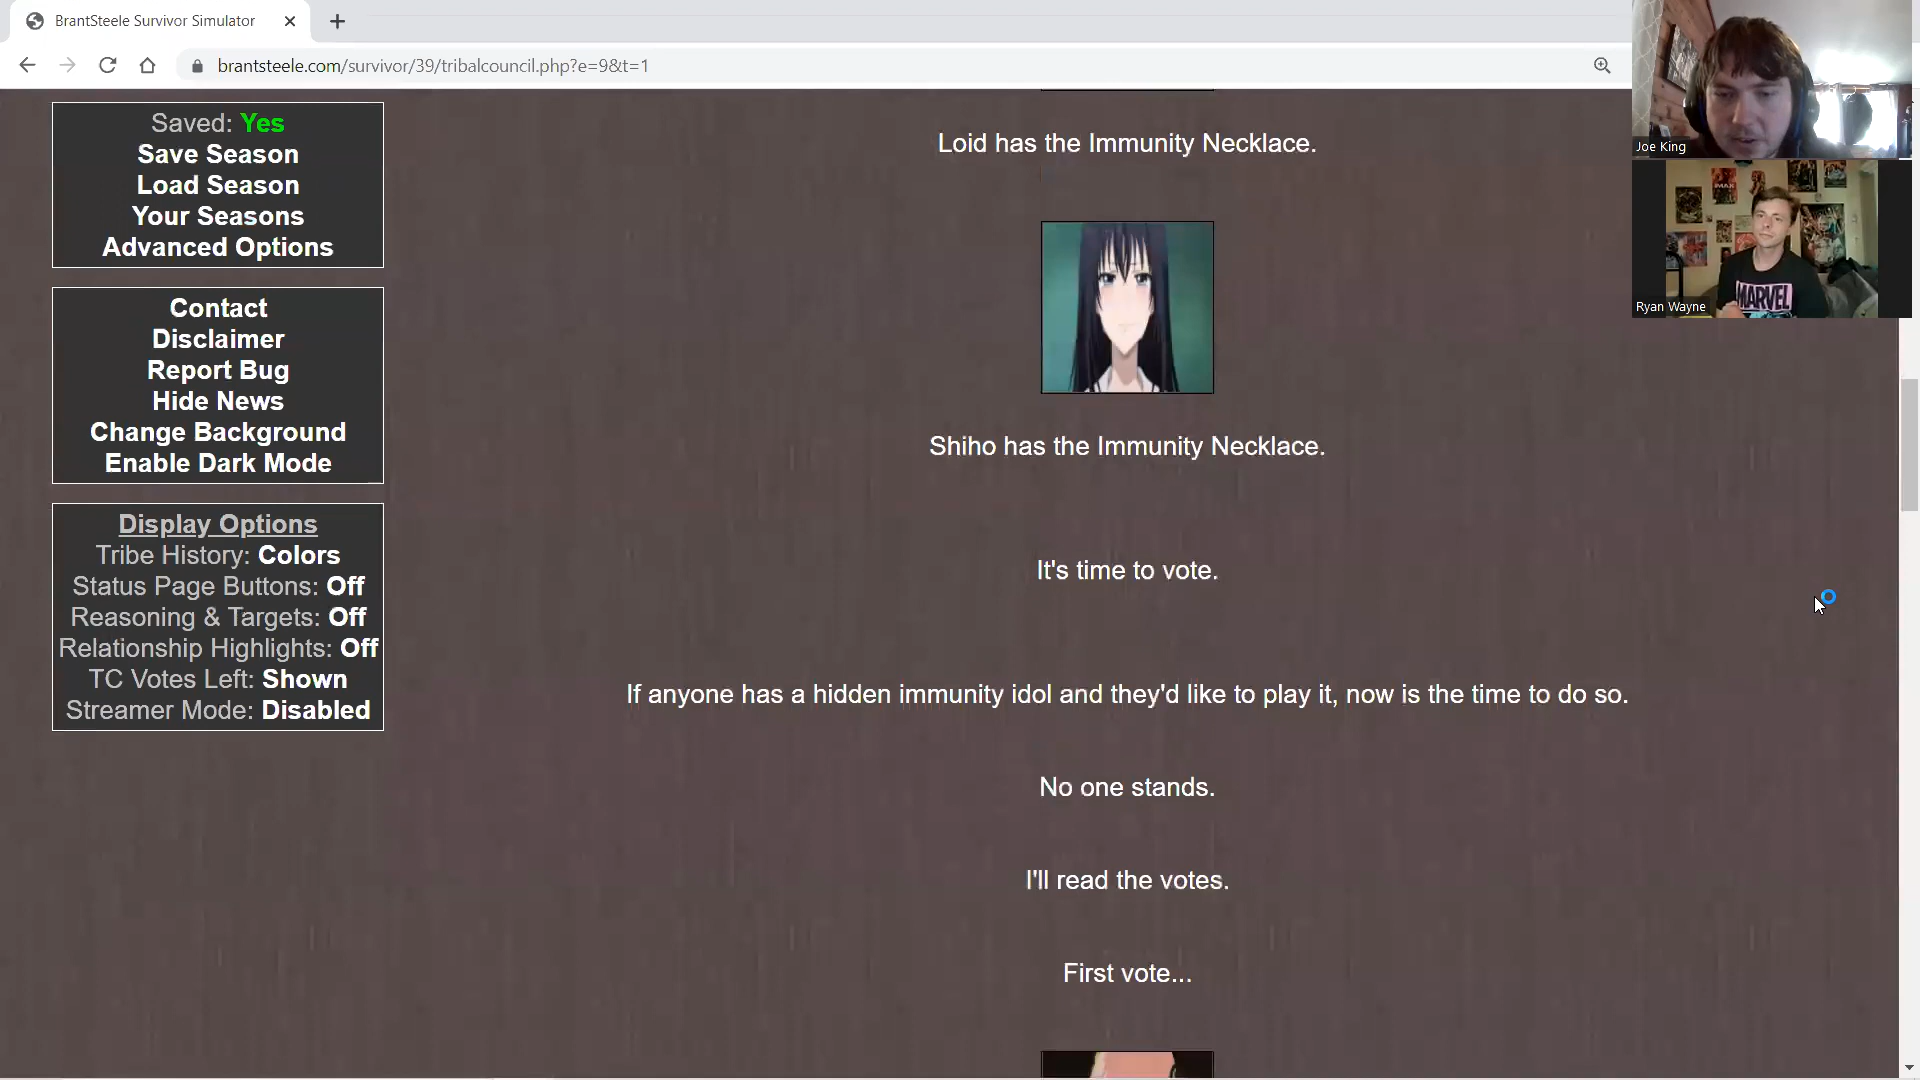 BrantSteele Survivor Simulator
brantsteele.com/survivor/39/tribalcouncil.php?e=9&t=1
Saved: Yes
Save Season
Load Season
Your Seasons
Advanced Options
Contact
Disclaimer
Report Bug
Hide News
Change Background
Enable Dark Mode
Display Options
Tribe History: Colors
Status Page Buttons: Off
Reasoning & Targets: Off
Relationship Highlights: Off
TC Votes Left: Shown
Streamer Mode: Disabled
Loid has the Immunity Necklace.
Shiho has the Immunity Necklace.
It's time to vote.
If anyone has a hidden immunity idol and they'd like to play it, now is the time to do so.
No one stands.
I'll read the votes.
First vote...
Joe King
IMAX
MARVEL
Ryan Wayne